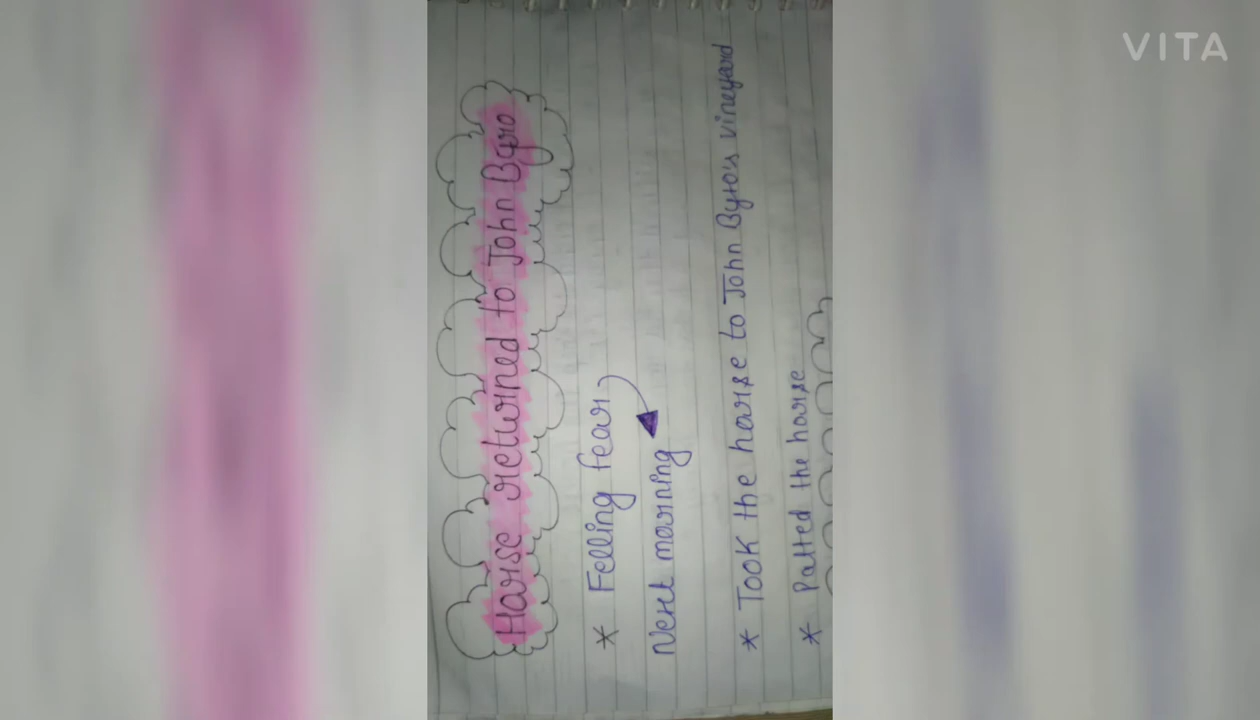 Horse returned to John Byro
* Felling fear
Next morning
* Took the horse to John Byrou vineyard
* Patted the horse
VITA